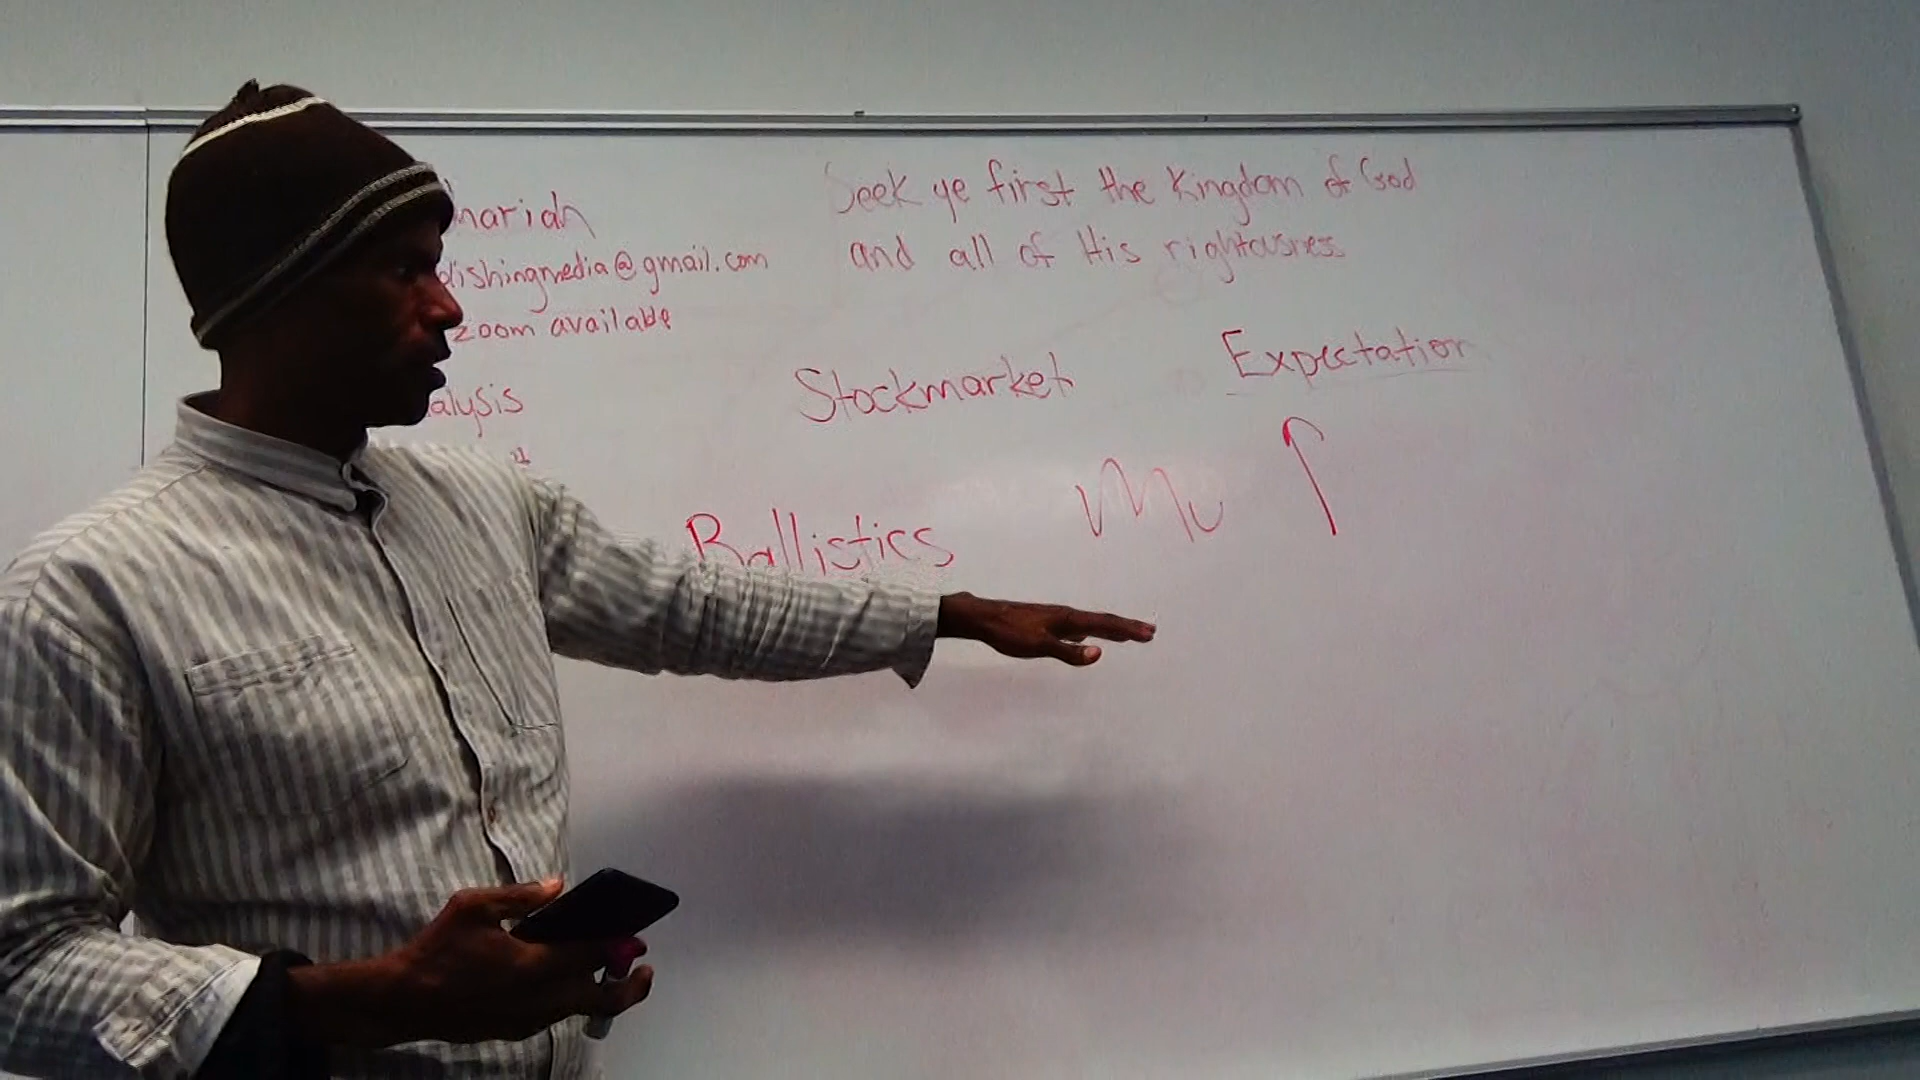 mariah
lishingmedia@gmail.com
zoom available
alysis
Seek ye first the Kingdom of God
and all of His rightousness
Stockmarket
Expectation
Ballistics
Mu